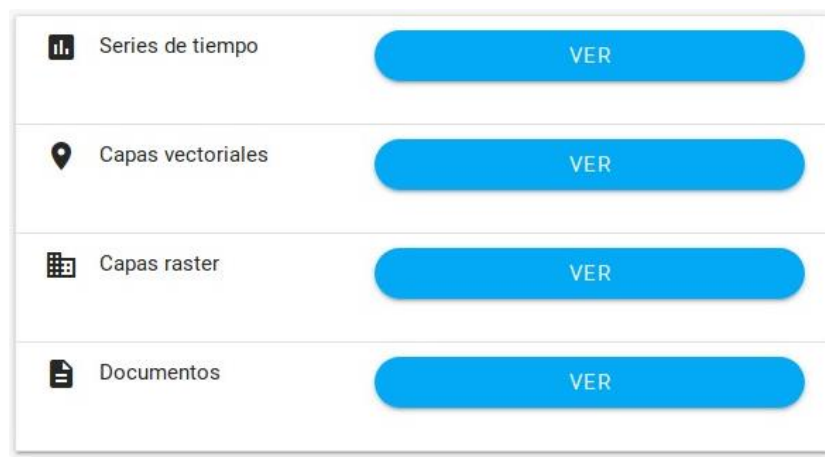 Series de tiempo VER
Capas vectoriales VER
Capas raster VER
Documentos VER